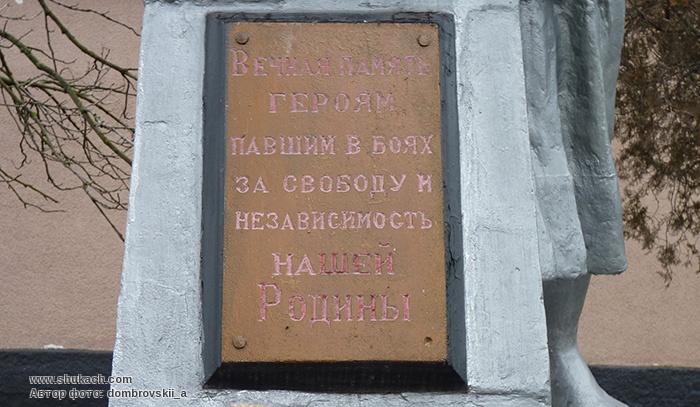 Вечная память
героям
павшим в боях
за свободу и
независимость
нашей
Родины
www.shukach.com
Автор фото: dombrovskii_a